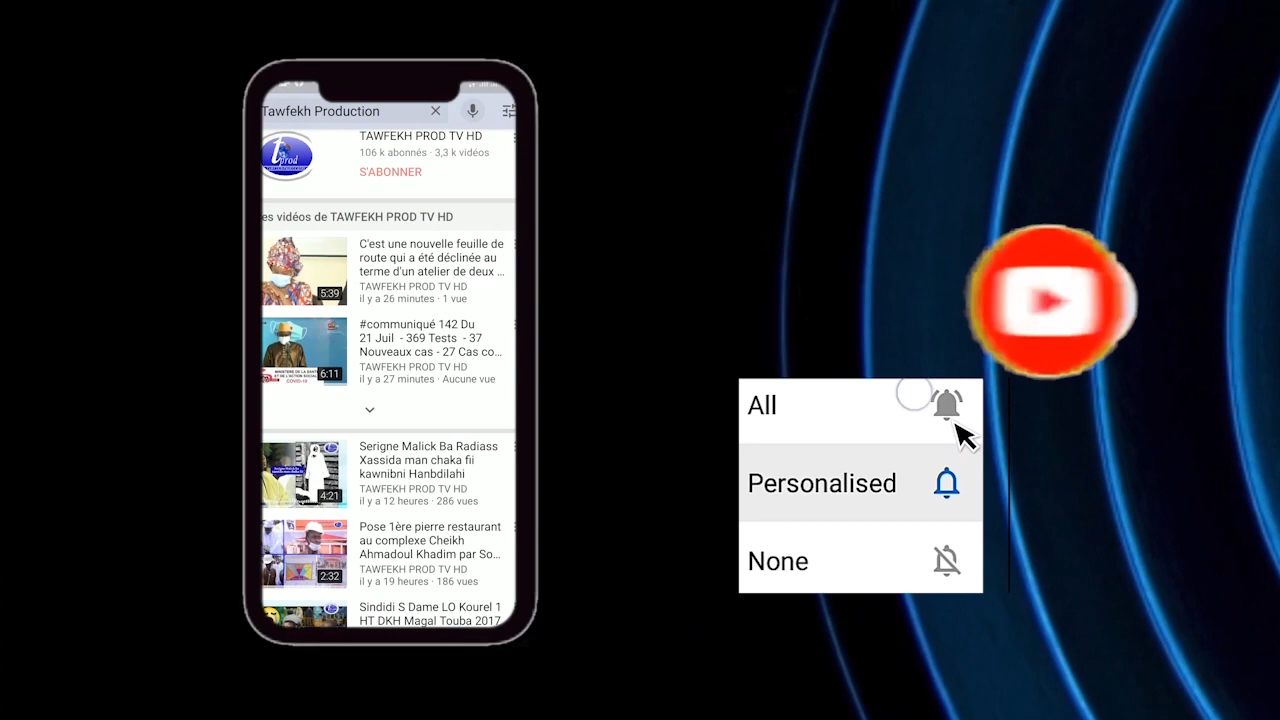 Tawfekh Production
TAWFEKH PROD TV HD
106 k abonnés · 3,3 k vidéos
S'ABONNER
es vidéos de TAWFEKH PROD TV HD
C'est une nouvelle feuille de
route qui a été déclinée au
terme d'un atelier de deux ...
TAWFEKH PROD TV HD
il y a 26 minutes · 1 vue
5:39
#communiqué 142 Du
21 Juil - 369 Tests - 37
Nouveaux cas - 27 Cas co...
TAWFEKH PROD TV HD
il y a 27 minutes · Aucune vue
6:11
Serigne Malick Ba Radiass
Xassida man chaka fii
kawnibni Hanbdilahi
TAWFEKH PROD TV HD
il y a 12 heures · 286 vues
4:21
Pose 1ère pierre restaurant
au complexe Cheikh
Ahmadoul Khadim par So...
TAWFEKH PROD TV HD
il y a 19 heures · 186 vues
2:32
Sindidi S Dame LO Kourel 1
HT DKH Magal Touba 2017
All
Personalised
None